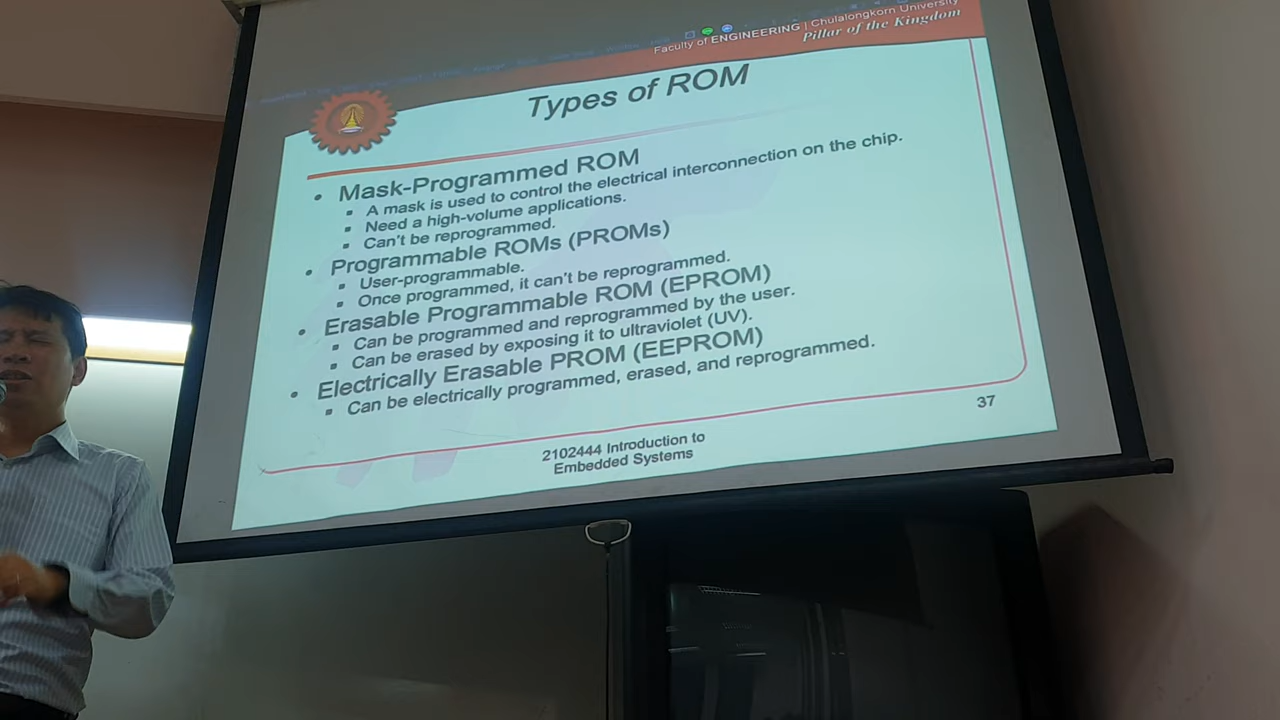 Faculty of ENGINEERING | Chulalongkorn University
Pillar of the Kingdom
Types of ROM
• Mask-Programmed ROM
▪ A mask is used to control the electrical interconnection on the chip.
▪ Need a high-volume applications.
▪ Can't be reprogrammed.
• Programmable ROMs (PROMs)
▪ User-programmable.
▪ Once programmed, it can't be reprogrammed.
• Erasable Programmable ROM (EPROM)
▪ Can be programmed and reprogrammed by the user.
▪ Can be erased by exposing it to ultraviolet (UV).
• Electrically Erasable PROM (EEPROM)
▪ Can be electrically programmed, erased, and reprogrammed.
2102444 Introduction to
Embedded Systems
37